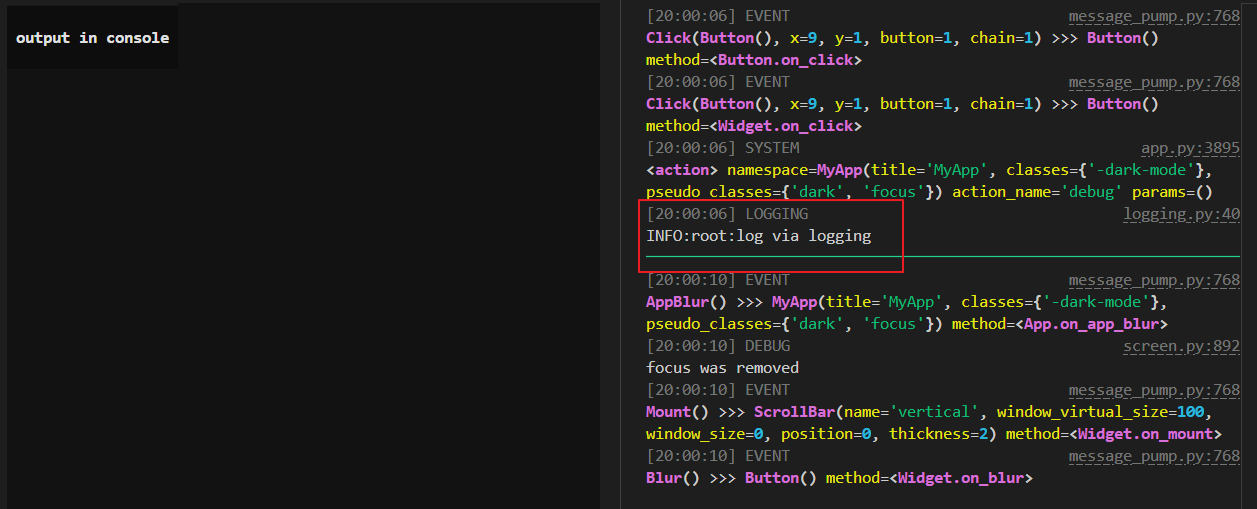 output in console
[20:00:06] EVENT message_pump.py:768
Click(Button(), x=9, y=1, button=1, chain=1) >>> Button()
method=<Button.on_click>
[20:00:06] EVENT message_pump.py:768
Click(Button(), x=9, y=1, button=1, chain=1) >>> Button()
method=<Widget.on_click>
[20:00:06] SYSTEM app.py:3895
<action> namespace=MyApp(title='MyApp', classes={'-dark-mode'},
pseudo_classes={'dark', 'focus'}) action_name='debug' params=()
[20:00:06] LOGGING logging.py:40
INFO:root:log via logging
[20:00:10] EVENT message_pump.py:768
AppBlur() >>> MyApp(title='MyApp', classes={'-dark-mode'},
pseudo_classes={'dark', 'focus'}) method=<App.on_app_blur>
[20:00:10] DEBUG screen.py:892
focus was removed
[20:00:10] EVENT message_pump.py:768
Mount() >>> ScrollBar(name='vertical', window_virtual_size=100,
window_size=0, position=0, thickness=2) method=<Widget.on_mount>
[20:00:10] EVENT message_pump.py:768
Blur() >>> Button() method=<Widget.on_blur>